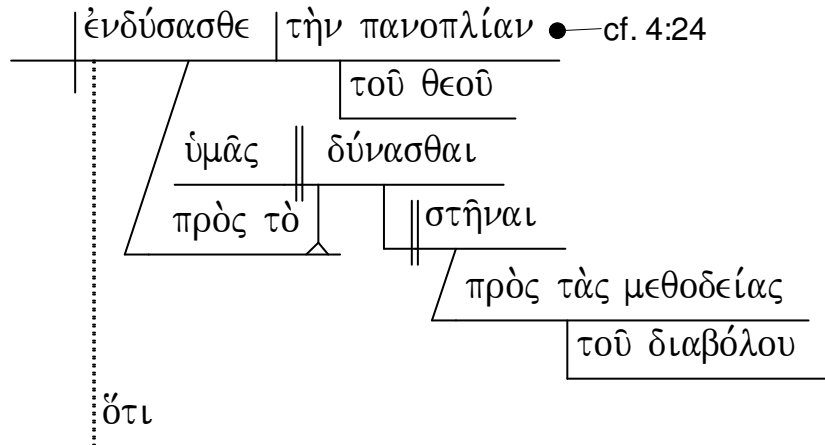 ἐνδύσασθε τὴν πανοπλίαν cf. 4:24
τοῦ θεοῦ
ὑμᾶς δύνασθαι
πρὸς τὸ στῆναι
πρὸς τὰς μεθοδείας
τοῦ διαβόλου
ὅτι